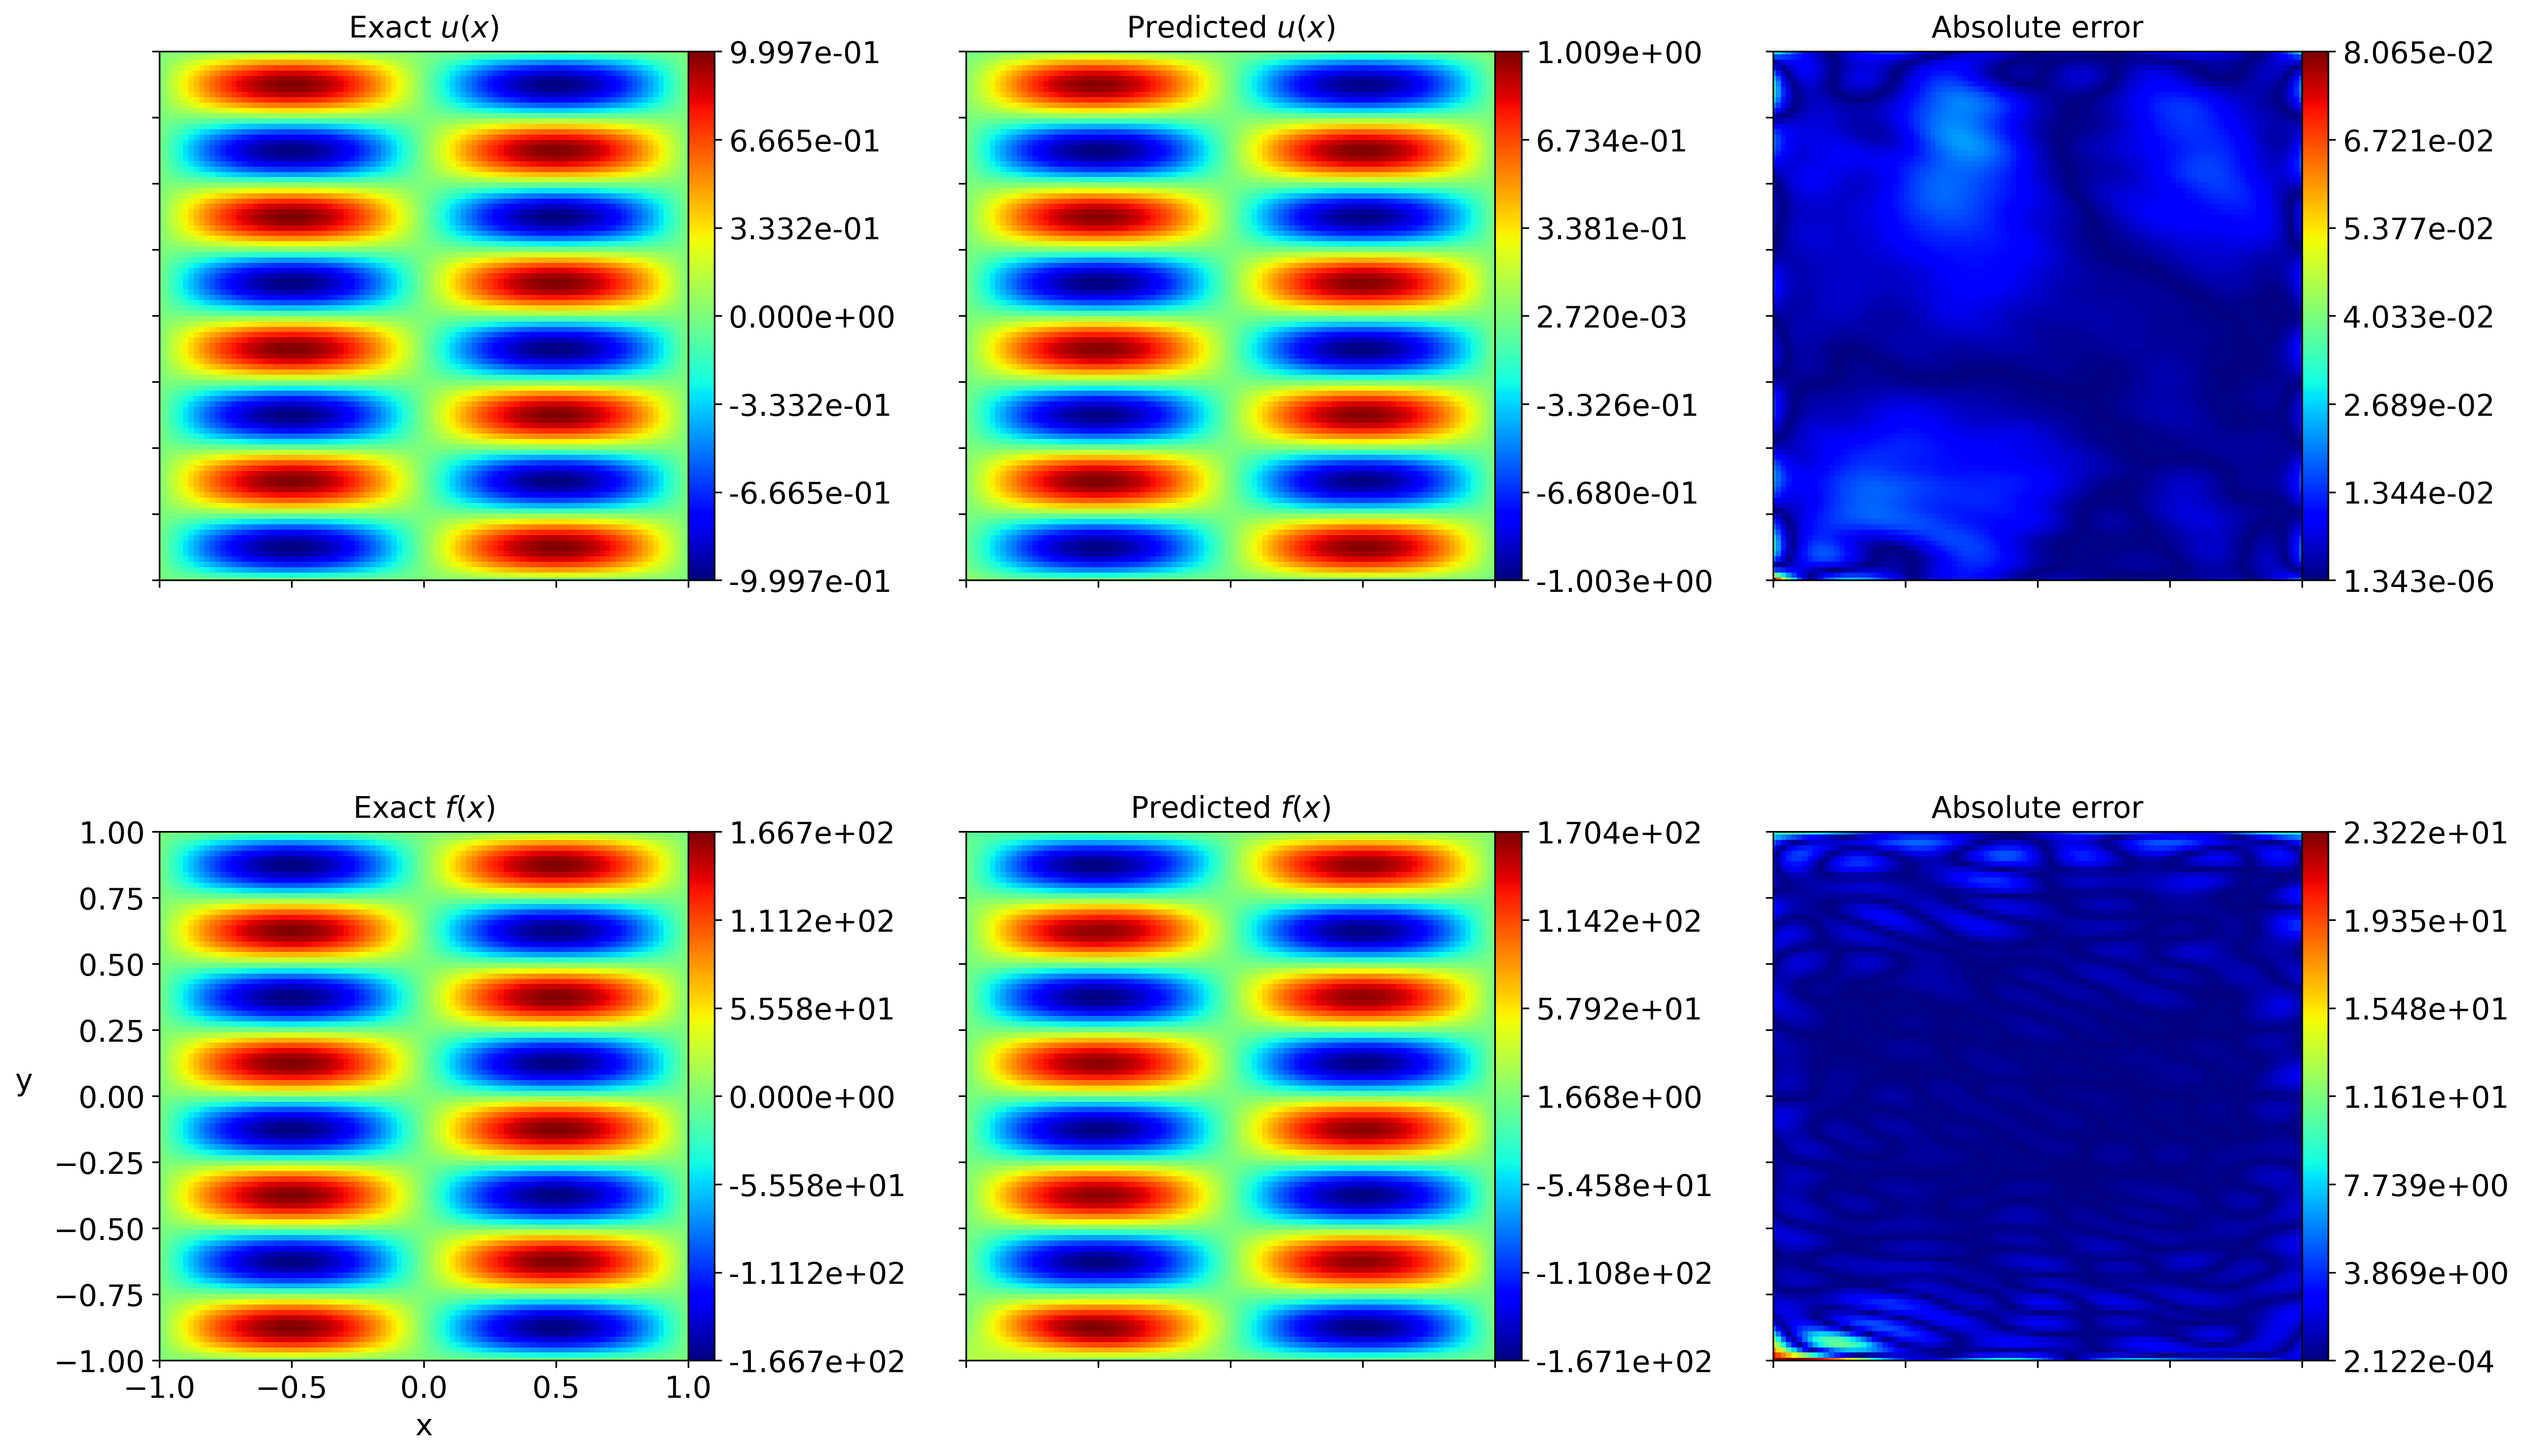 Exact u(x)
9.997e-01
6.665e-01
3.332e-01
0.000e+00
-3.332e-01
-6.665e-01
-9.997e-01
Predicted u(x)
1.009e+00
6.734e-01
3.381e-01
2.720e-03
-3.326e-01
-6.680e-01
-1.003e+00
Absolute error
8.065e-02
6.721e-02
5.377e-02
4.033e-02
2.689e-02
1.344e-02
1.343e-06
Exact f(x)
y
1.00
0.75
0.50
0.25
0.00
−0.25
−0.50
−0.75
−1.00
−1.0 −0.5 0.0 0.5 1.0
x
1.667e+02
1.112e+02
5.558e+01
0.000e+00
-5.558e+01
-1.112e+02
-1.667e+02
Predicted f(x)
1.704e+02
1.142e+02
5.792e+01
1.668e+00
-5.458e+01
-1.108e+02
-1.671e+02
Absolute error
2.322e+01
1.935e+01
1.548e+01
1.161e+01
7.739e+00
3.869e+00
2.122e-04